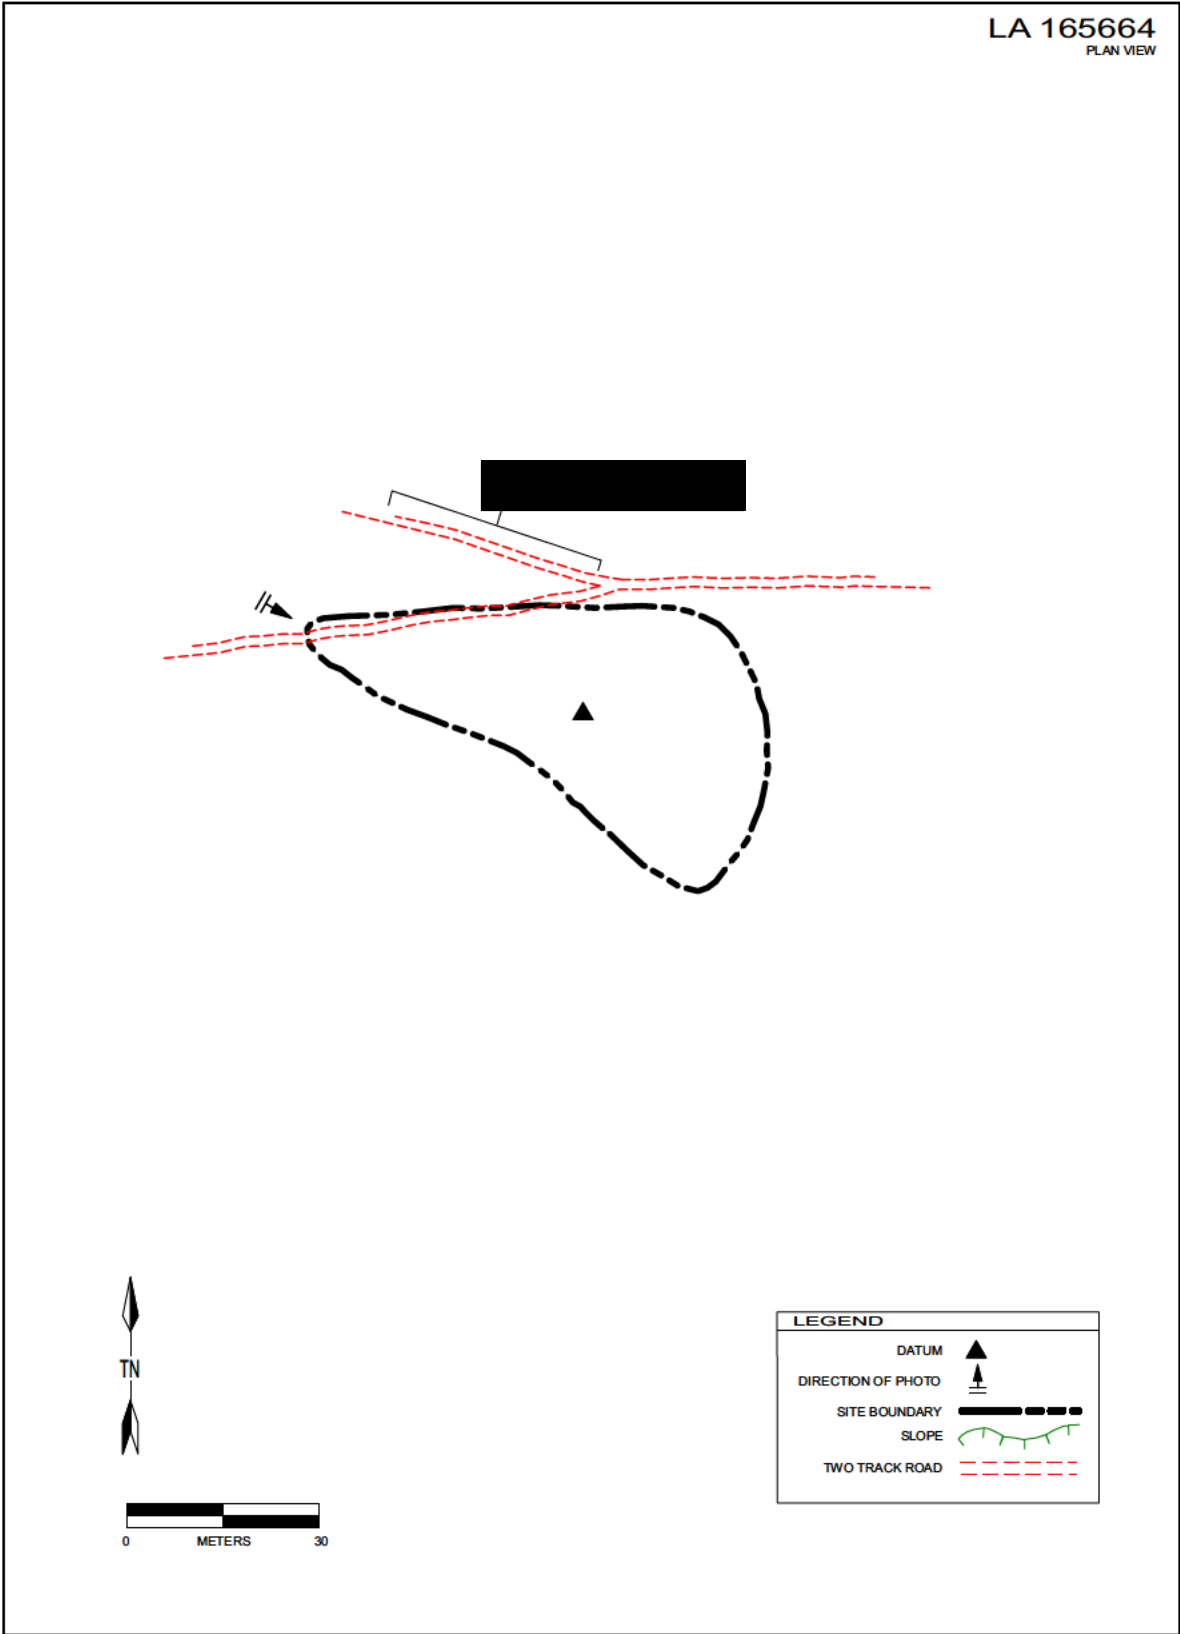 LA 165664
PLAN VIEW
TN
0 METERS 30
LEGEND
DATUM
DIRECTION OF PHOTO
SITE BOUNDARY
SLOPE
TWO TRACK ROAD